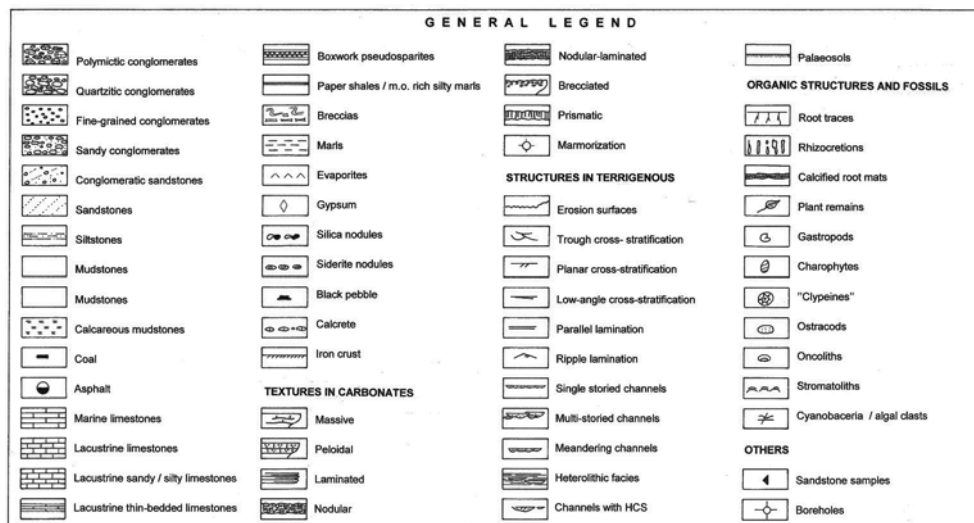 GENERAL LEGEND
Polymictic conglomerates
Quartzitic conglomerates
Fine-grained conglomerates
Sandy conglomerates
Conglomeratic sandstones
Sandstones
Siltstones
Mudstones
Mudstones
Calcareous mudstones
Coal
Asphalt
Marine limestones
Lacustrine limestones
Lacustrine sandy / silty limestones
Lacustrine thin-bedded limestones
Boxwork pseudosparites
Paper shales / m.o. rich silty marls
Breccias
Marls
Evaporites
Gypsum
Silica nodules
Siderite nodules
Black pebble
Calcrete
Iron crust
TEXTURES IN CARBONATES
Massive
Peloidal
Laminated
Nodular
Nodular-laminated
Brecciated
Prismatic
Marmorization
STRUCTURES IN TERRIGENOUS
Erosion surfaces
Trough cross- stratification
Planar cross-stratification
Low-angle cross-stratification
Parallel lamination
Ripple lamination
Single storied channels
Multi-storied channels
Meandering channels
Heterolithic facies
Channels with HCS
Palaeosols
ORGANIC STRUCTURES AND FOSSILS
Root traces
Rhizocretions
Calcified root mats
Plant remains
Gastropods
Charophytes
"Clypeines"
Ostracods
Oncoliths
Stromatoliths
Cyanobaceria / algal clasts
OTHERS
Sandstone samples
Boreholes